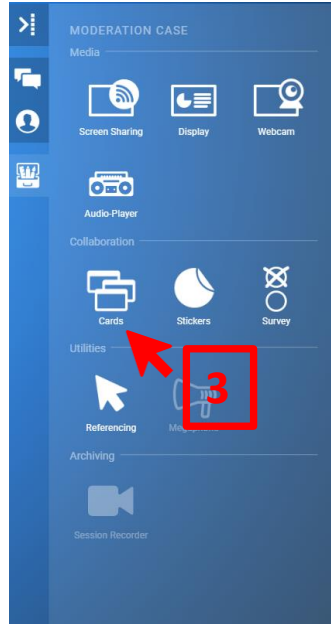 MODERATION CASE
Media
Screen Sharing
Display
Webcam
Audio-Player
Collaboration
Cards
Stickers
Survey
Utilities
3
Referencing
Archiving
Session Recorder